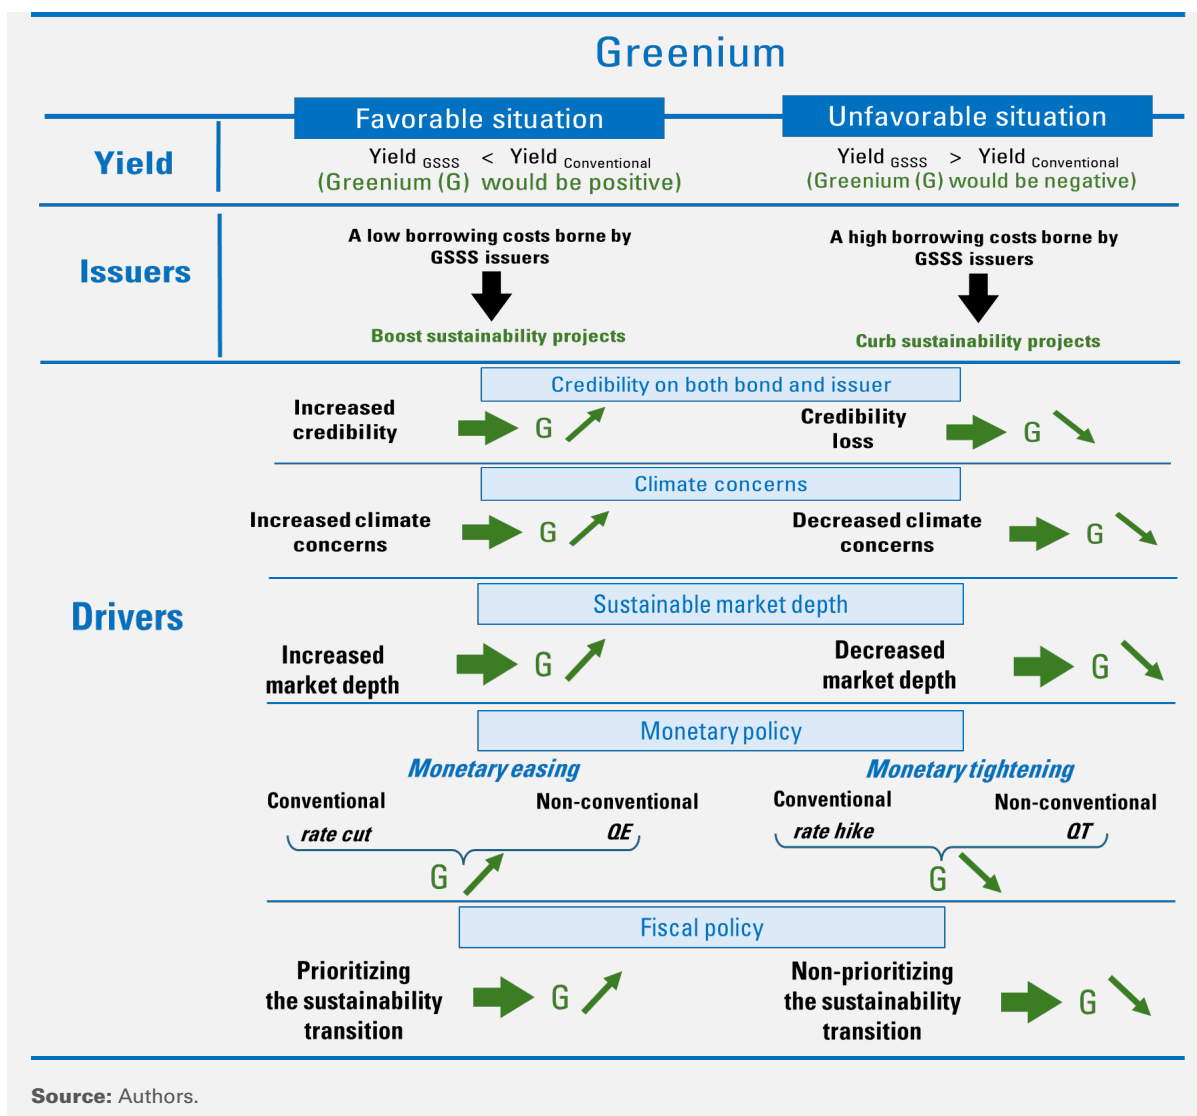 Greenium
Favorable situation
Unfavorable situation
Yield
Yield GSSS < Yield Conventional
(Greenium (G) would be positive)
Yield GSSS > Yield Conventional
(Greenium (G) would be negative)
Issuers
A low borrowing costs borne by
GSSS issuers
Boost sustainability projects
A high borrowing costs borne by
GSSS issuers
Curb sustainability projects
Drivers
Credibility on both bond and issuer
Increased
credibility
G
Credibility
loss
G
Climate concerns
Increased climate
concerns
G
Decreased climate
concerns
G
Sustainable market depth
Increased
market depth
G
Decreased
market depth
G
Monetary policy
Monetary easing
Conventional
rate cut
Non-conventional
QE
G
Monetary tightening
Conventional
rate hike
Non-conventional
QT
G
Fiscal policy
Prioritizing
the sustainability
transition
G
Non-prioritizing
the sustainability
transition
G
Source: Authors.